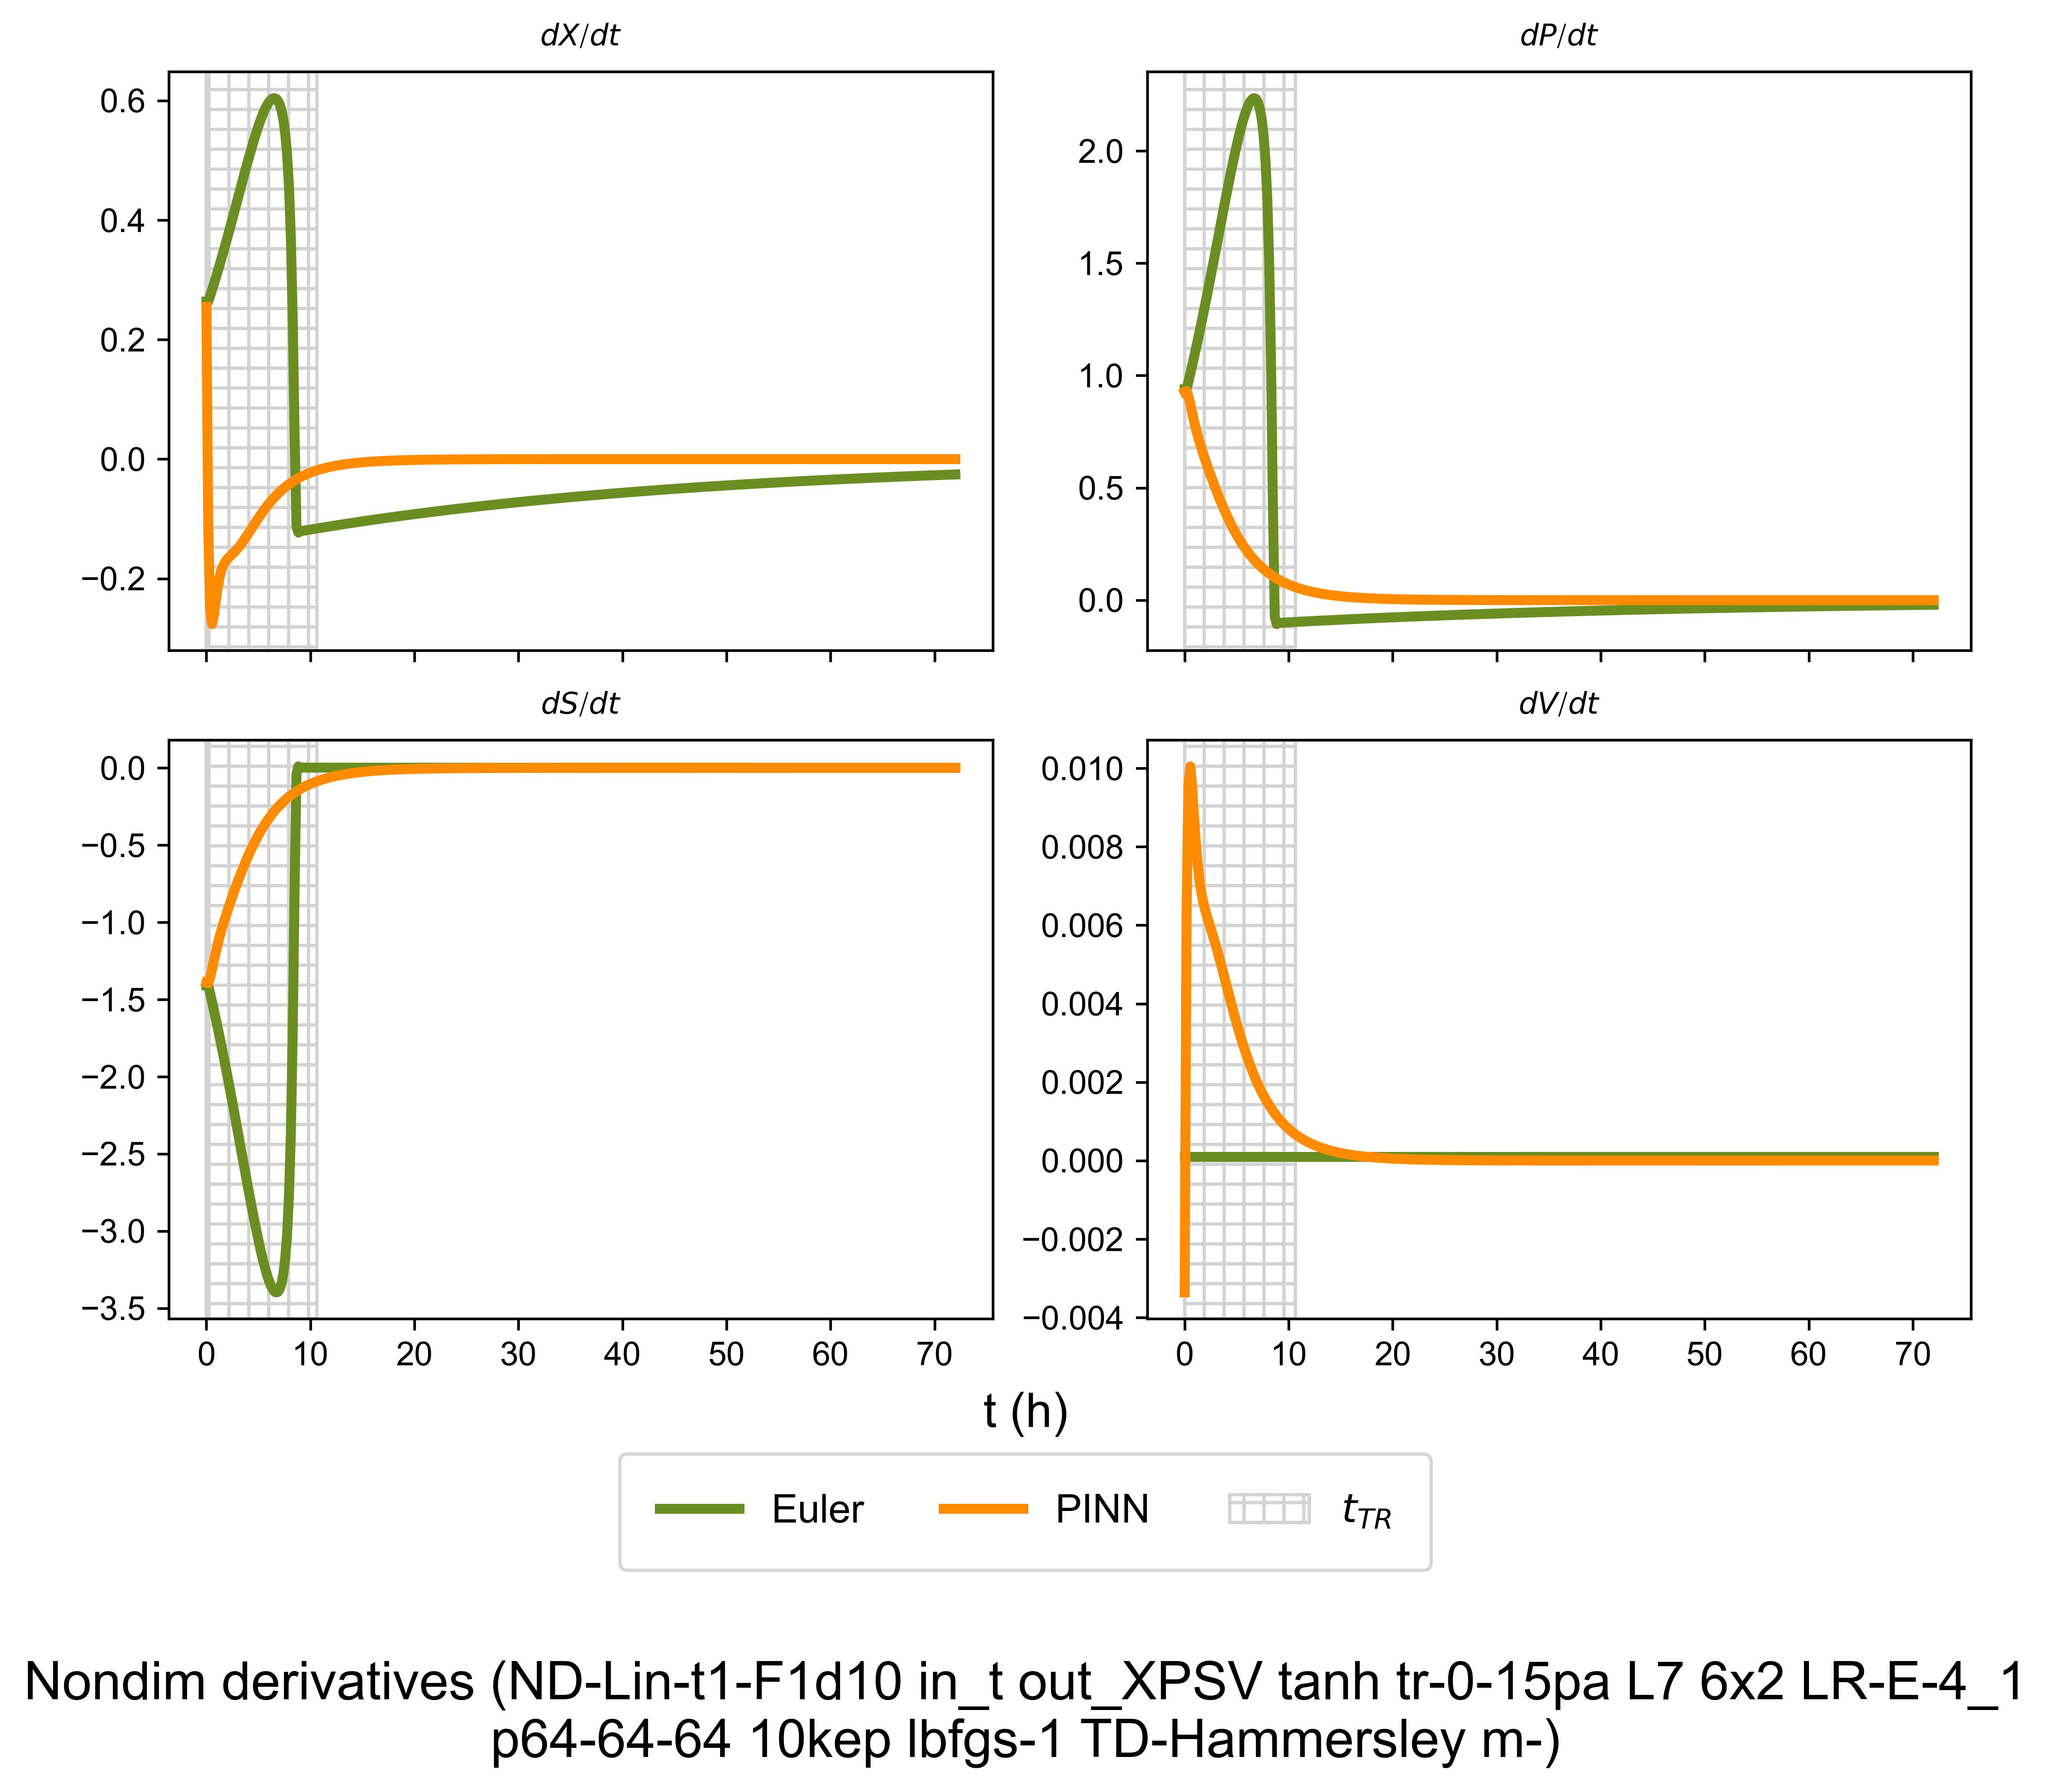 dX/dt
dP/dt
0.6
0.4
0.2
0.0
−0.2
2.0
1.5
1.0
0.5
0.0
dS/dt
dV/dt
0.0
−0.5
−1.0
−1.5
−2.0
−2.5
−3.0
−3.5
0 10 20 30 40 50 60 70
0.010
0.008
0.006
0.004
0.002
0.000
−0.002
−0.004
0 10 20 30 40 50 60 70
t (h)
Euler PINN t_TR
Nondim derivatives (ND-Lin-t1-F1d10 in_t out_XPSV tanh tr-0-15pa L7 6x2 LR-E-4_1
p64-64-64 10kep lbfgs-1 TD-Hammersley m-)